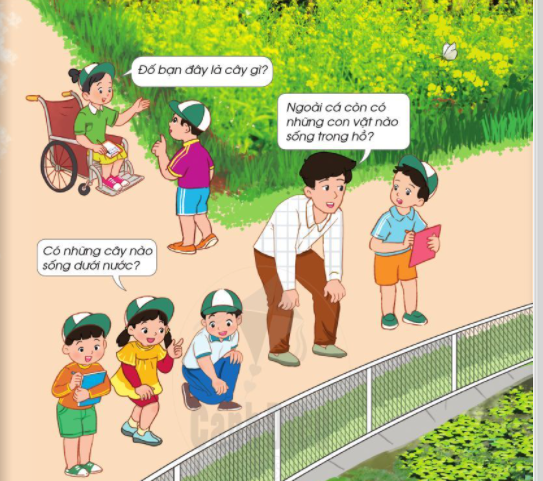 Đố bạn đây là cây gì?
Ngoài cá còn có
những con vật nào
sống trong hồ?
Có những cây nào
sống dưới nước?